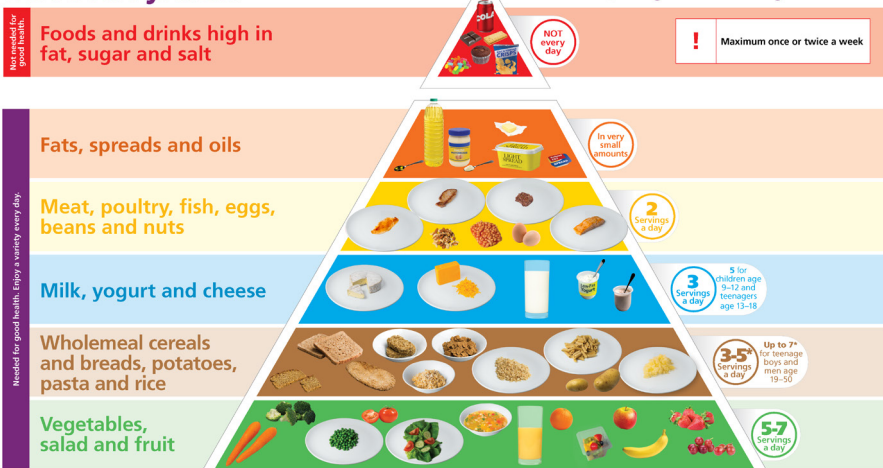 Not needed for
good health.
Foods and drinks high in
fat, sugar and salt
COLA
CRISPS
NOT
every
day
!
Maximum once or twice a week
Needed for good health. Enjoy a variety every day.
Fats, spreads and oils
LIGHT
SPREAD
In very
small
amounts
Meat, poultry, fish, eggs,
beans and nuts
2
Servings
a day
Milk, yogurt and cheese
3
Servings
a day
5 for
children age
9–12 and
teenagers
age 13–18
Wholemeal cereals
and breads, potatoes,
pasta and rice
3-5*
Servings
a day
Up to 7*
for teenage
boys and
men age
19–50
Vegetables,
salad and fruit
5-7
Servings
a day